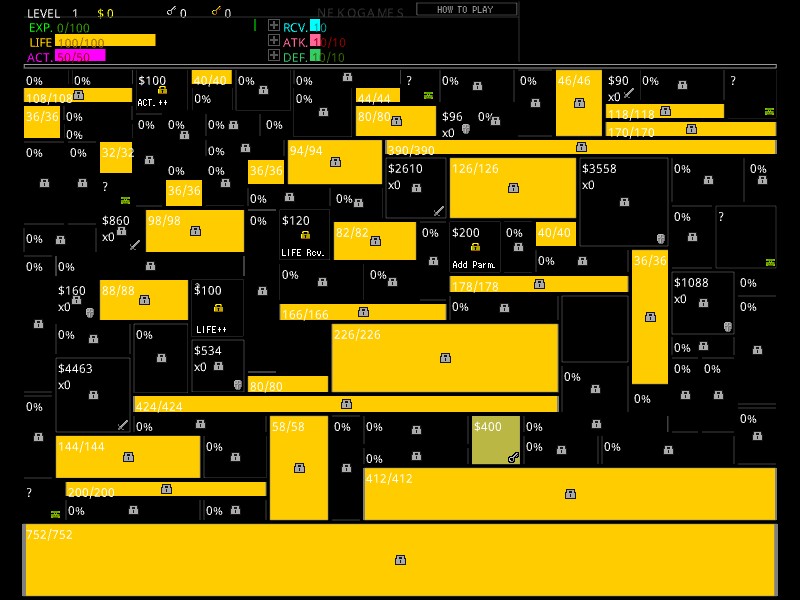 LEVEL 1 $ 0 0 0 NEKOGAMES HOW TO PLAY
EXP. 0/100 RCV. 10
LIFE 100/100 ATK. 10/10
ACT. 50/50 DEF. 10/10
0% 0% $100 40/40 0% 0% ? 0% 0% 46/46 $90 0% ?
108/108 ACT. ++ 0% 0% 44/44 x0
36/36 0% 0% 0% 0% 0% 80/80 $96 0% 118/118
0% x0 170/170
0% 0% 32/32 0% 94/94 390/390
? 0% 0% 36/36 $2610 126/126 $3558 0% 0%
36/36 0% 0% x0 x0
$860 98/98 0% $120 82/82 0% $200 0% 40/40 0% ?
0% x0 LIFE Rcv. Add Parm.
0% 0% 0% 0% 0% 36/36
$160 88/88 $100 178/178 $1088 0%
x0 LIFE++ 166/166 0% x0 0%
0% 0% $534 226/226 0%
$4463 x0 80/80 0% 0% 0%
x0 0%
0% 424/424 0%
0% 0% 58/58 0% 0% $400 0% 0%
144/144 0% 0% 0% 0%
? 200/200 412/412
0% 0%
752/752